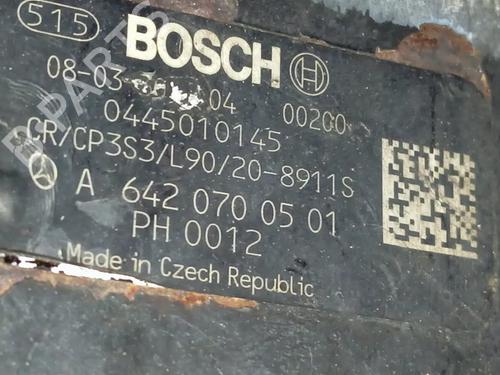 515 BOSCH
08-03 04 00200
0445010145
CR/CP3S3/L90/20-8911S
A 642 070 05 01
PH 0012
Made in Czech Republic